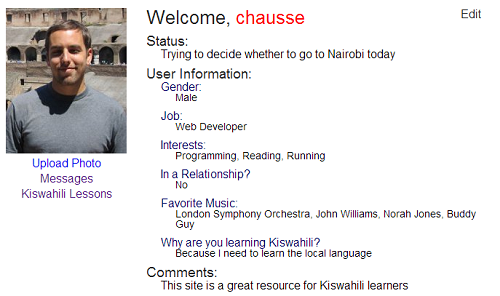 Welcome, chausse
Edit
Status:
Trying to decide whether to go to Nairobi today
User Information:
Gender:
Male
Job:
Web Developer
Interests:
Programming, Reading, Running
In a Relationship?
No
Favorite Music:
London Symphony Orchestra, John Williams, Norah Jones, Buddy
Guy
Why are you learning Kiswahili?
Because I need to learn the local language
Comments:
This site is a great resource for Kiswahili learners
Upload Photo
Messages
Kiswahili Lessons